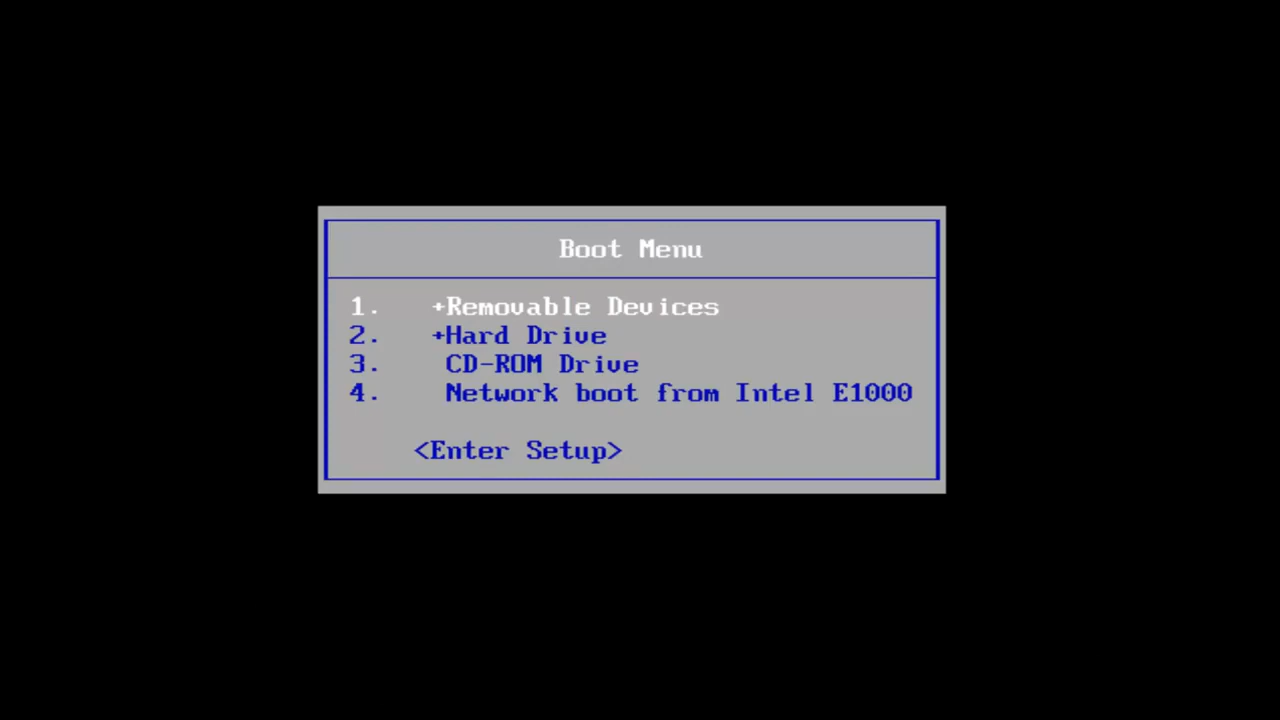 Boot Menu
1. +Removable Devices
2. +Hard Drive
3. CD-ROM Drive
4. Network boot from Intel E1000
<Enter Setup>